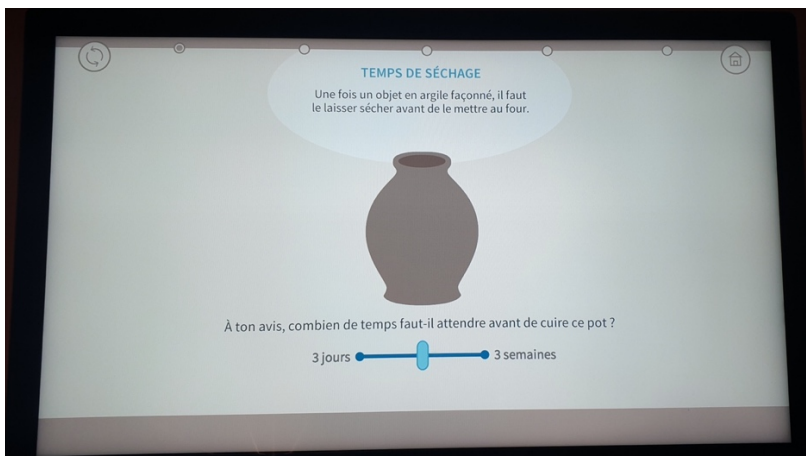 TEMPS DE SÉCHAGE
Une fois un objet en argile façonné, il faut
le laisser sécher avant de le mettre au four.
À ton avis, combien de temps faut-il attendre avant de cuire ce pot ?
3 jours 3 semaines